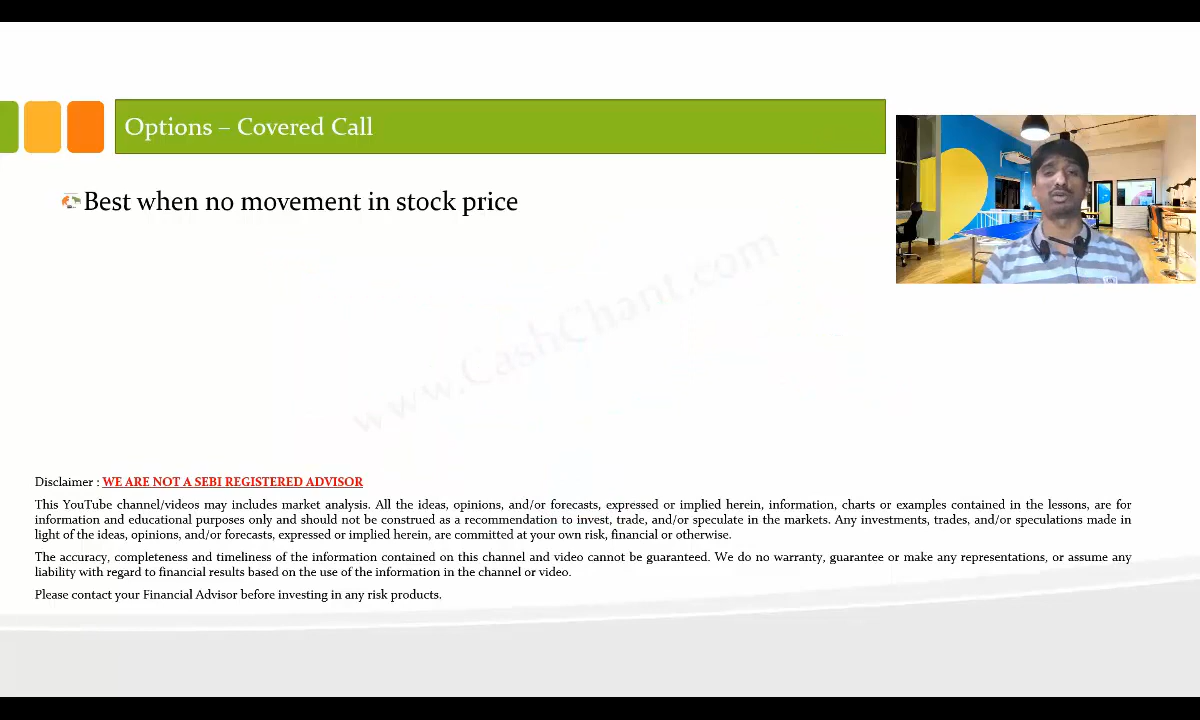 Options – Covered Call
Best when no movement in stock price
www.CashChant.com
Disclaimer : WE ARE NOT A SEBI REGISTERED ADVISOR
This YouTube channel/videos may includes market analysis. All the ideas, opinions, and/or forecasts, expressed or implied herein, information, charts or examples contained in the lessons, are for
information and educational purposes only and should not be construed as a recommendation to invest, trade, and/or speculate in the markets. Any investments, trades, and/or speculations made in
light of the ideas, opinions, and/or forecasts, expressed or implied herein, are committed at your own risk, financial or otherwise.
The accuracy, completeness and timeliness of the information contained on this channel and video cannot be guaranteed. We do no warranty, guarantee or make any representations, or assume any
liability with regard to financial results based on the use of the information in the channel or video.
Please contact your Financial Advisor before investing in any risk products.